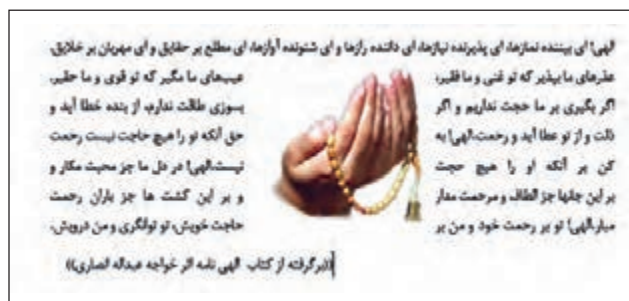 الهی! ای بیننده نمازها، ای پذیرنده نیازها، ای داننده رازها و ای شنونده آوازها، ای مطلع بر حقایق و ای مهربان بر خلایق.
عذرهای ما بپذیر که تو غنی و ما فقیر، عیب‌های ما مگیر که تو قوی و ما حقیر.
اگر بگیری بر ما حجت نداریم و اگر بسوزی طاقت نداریم، از بنده خطا آید و
ذلت و از تو عطا آید و رحمت.الهی! به حق آنکه تو را هیچ حاجت نیست رحمت
کن بر آنکه او را هیچ حجت نیست.الهی! در دل ما جز محبت مکار و
بر این جانها جز الطاف و مرحمت مدار و بر این کشت ها جز باران رحمت
مبار.الهی! تو بر رحمت خود و من بر حاجت خویش، تو توانگری و من درویش.
((برگرفته از کتاب الهی نامه اثر خواجه عبداله انصاری))